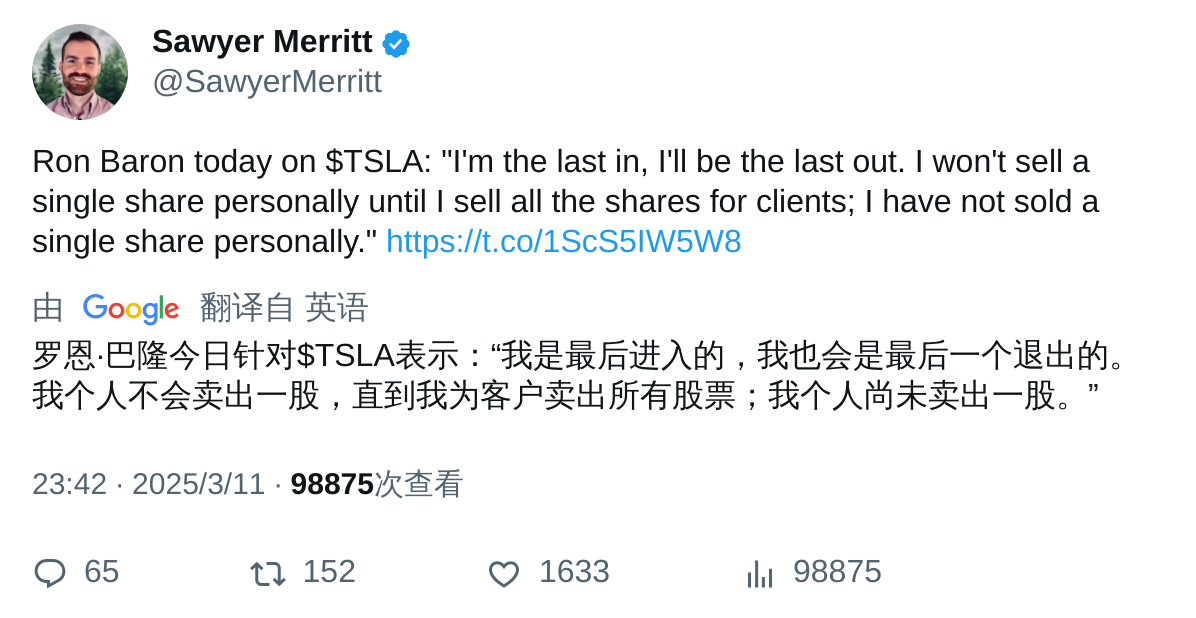 Sawyer Merritt
@SawyerMerritt
Ron Baron today on $TSLA: "I'm the last in, I'll be the last out. I won't sell a
single share personally until I sell all the shares for clients; I have not sold a
single share personally." https://t.co/1ScS5IW5W8
由 Google 翻译自 英语
罗恩·巴隆今日针对$TSLA表示：“我是最后进入的，我也会是最后一个退出的。
我个人不会卖出一股，直到我为客户卖出所有股票；我个人尚未卖出一股。”
23:42 · 2025/3/11 · 98875次查看
65 152 1633 98875